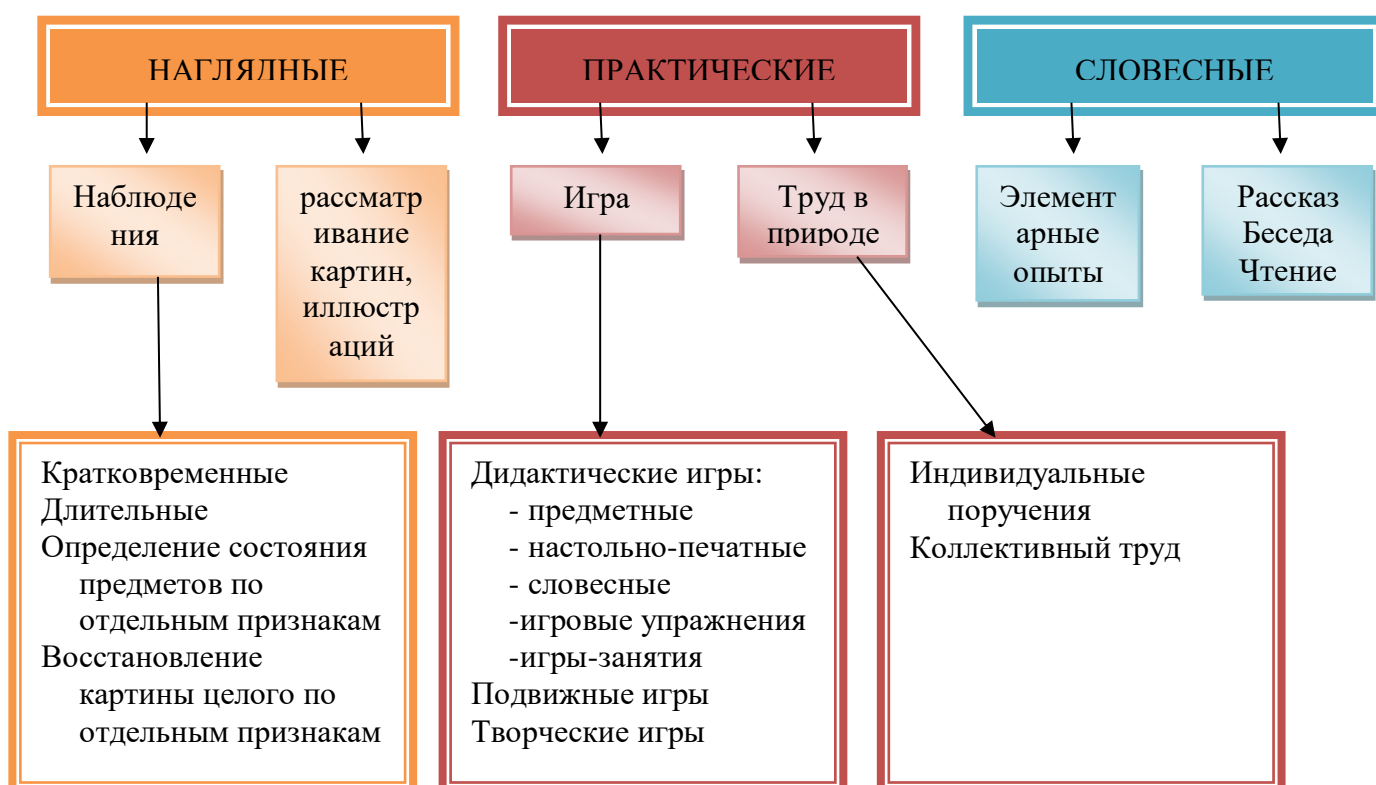 НАГЛЯДНЫЕ
ПРАКТИЧЕСКИЕ
СЛОВЕСНЫЕ
Наблюде
ния
рассматр
ивание
картин,
иллюстр
аций
Игра
Труд в
природе
Элемент
арные
опыты
Рассказ
Беседа
Чтение
Кратковременные
Длительные
Определение состояния
предметов по
отдельным признакам
Восстановление
картины целого по
отдельным признакам
Дидактические игры:
- предметные
- настольно-печатные
- словесные
-игровые упражнения
-игры-занятия
Подвижные игры
Творческие игры
Индивидуальные
поручения
Коллективный труд